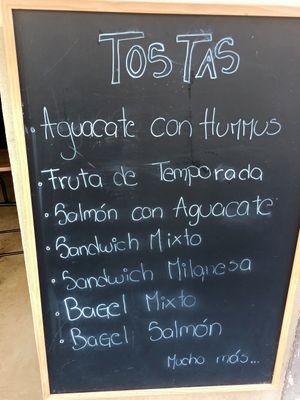 TosTAs
• Aguacate con Hummus
• Fruta de Temporada
• Salmón con Aguacate
• Sandwich Mixto
• Sandwich Milanesa
• Bagel Mixto
• Bagel Salmón
Mucho más...